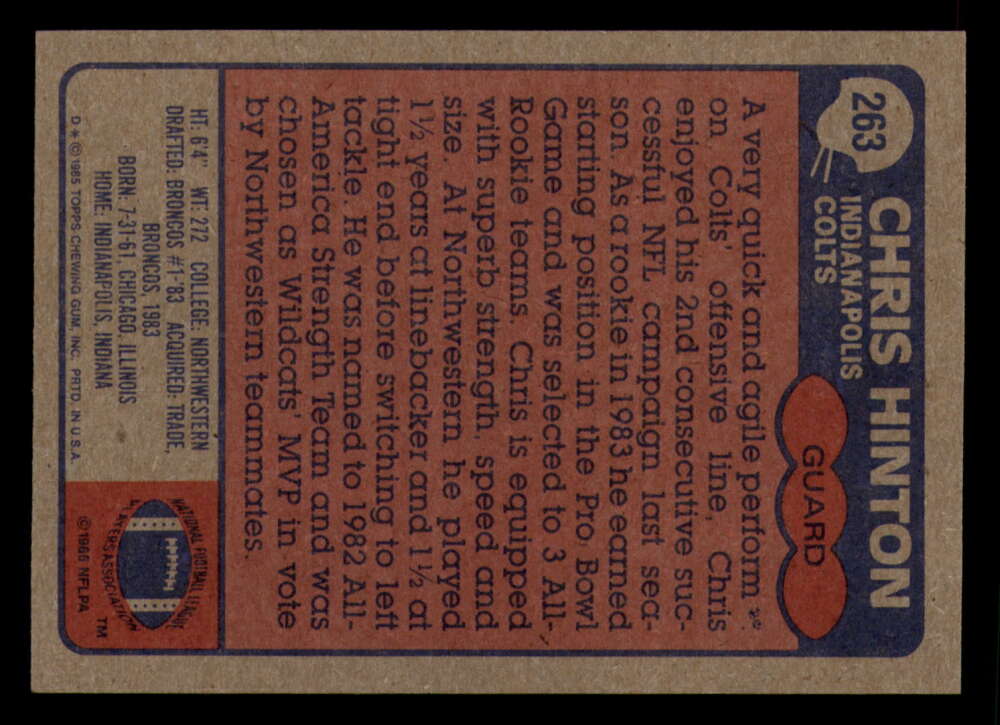 263
CHRIS HINTON
INDIANAPOLIS
COLTS
GUARD
A very quick and agile perform
on Colts' offensive line, Chris
enjoyed his 2nd consecutive suc-
cessful NFL campaign last sea-
son. As a rookie in 1983 he earned
starting position in the Pro Bowl
Game and was selected to 3 All-
Rookie teams. Chris is equipped
with superb strength, speed and
size. At Northwestern, he played
1½ years at linebacker and 1½ at
tight end before switching to left
tackle. He was named to 1982 All-
America Strength Team and was
chosen as Wildcats' MVP in vote
by Northwestern teammates.
HT: 6'4" WT: 272 COLLEGE: NORTHWESTERN
DRAFTED: BRONCOS #1-'83 ACQUIRED: TRADE,
BRONCOS, 1983
BORN: 7-31-61, CHICAGO, ILLINOIS
HOME: INDIANAPOLIS, INDIANA
D * © 1985 TOPPS CHEWING GUM, INC. PRTD. IN U.S.A.
NATIONAL FOOTBALL LEAGUE
PLAYERS ASSOCIATION
TM
© 1966 NFLPA